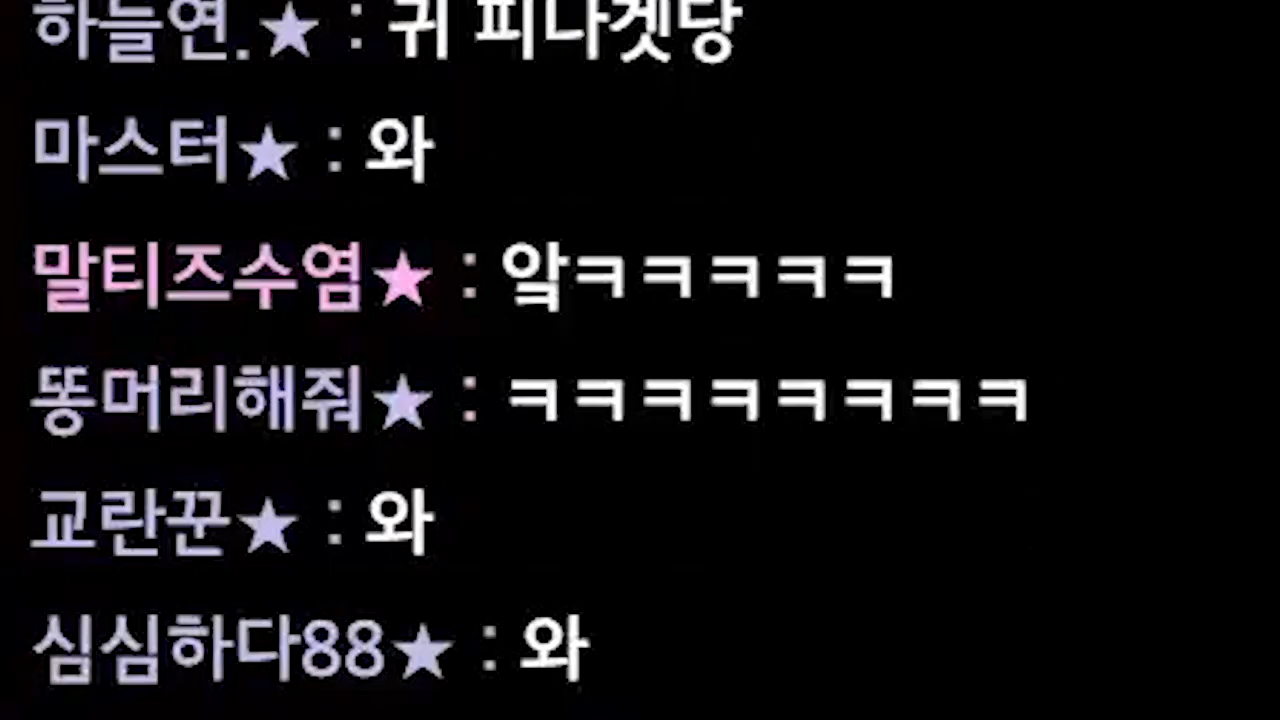 하늘연.★ : 귀 피나겟당
마스터★ : 와
말티즈수염★ : 앜ㅋㅋㅋㅋㅋ
똥머리해줘★ : ㅋㅋㅋㅋㅋㅋㅋㅋ
교란꾼★ : 와
심심하다88★ : 와